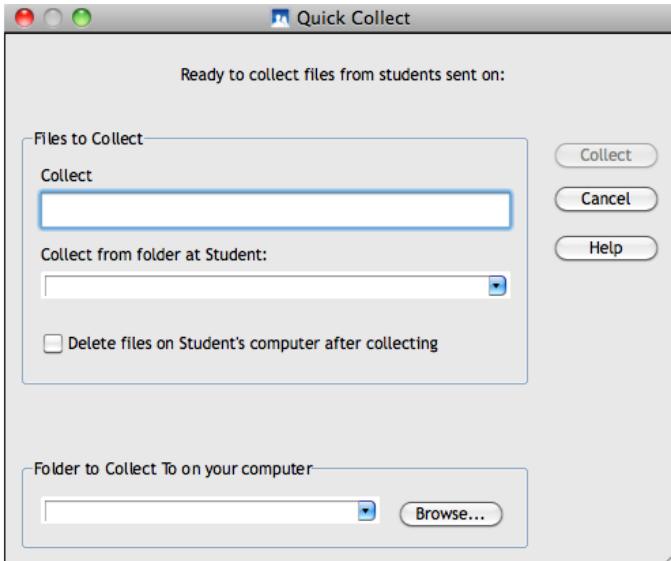 Quick Collect
Ready to collect files from students sent on:
Files to Collect
Collect
Collect
Cancel
Collect from folder at Student:
Help
Delete files on Student's computer after collecting
Folder to Collect To on your computer
Browse...